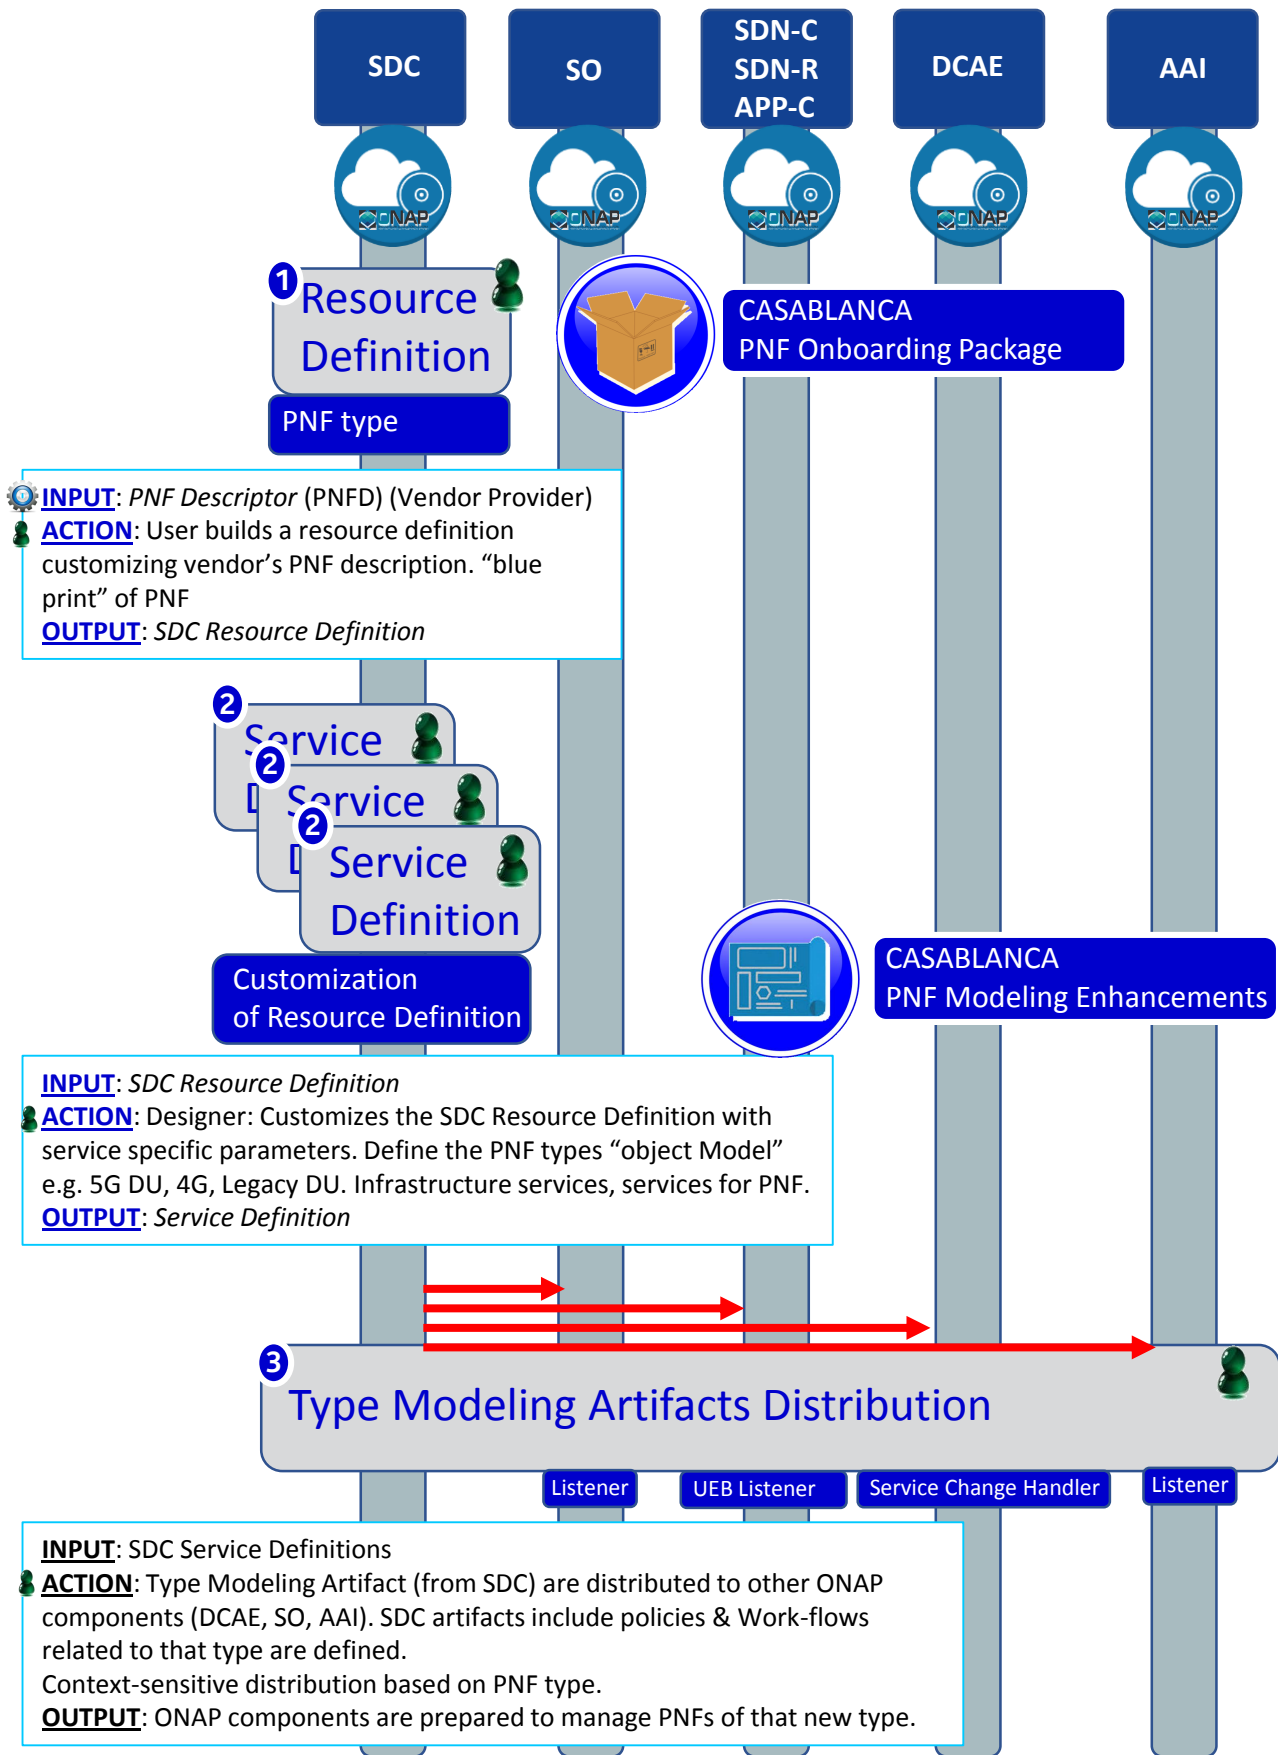 SDC
SO
SDN-C
SDN-R
APP-C
DCAE
AAI
ONAP
ONAP
ONAP
ONAP
ONAP
1
Resource
Definition
PNF type
CASABLANCA
PNF Onboarding Package
INPUT: PNF Descriptor (PNFD) (Vendor Provider)
ACTION: User builds a resource definition
customizing vendor’s PNF description. “blue
print” of PNF
OUTPUT: SDC Resource Definition
2
Service
D
2
Service
D
2
Service
Definition
Customization
of Resource Definition
CASABLANCA
PNF Modeling Enhancements
INPUT: SDC Resource Definition
ACTION: Designer: Customizes the SDC Resource Definition with
service specific parameters. Define the PNF types “object Model”
e.g. 5G DU, 4G, Legacy DU. Infrastructure services, services for PNF.
OUTPUT: Service Definition
3
Type Modeling Artifacts Distribution
Listener
UEB Listener
Service Change Handler
Listener
INPUT: SDC Service Definitions
ACTION: Type Modeling Artifact (from SDC) are distributed to other ONAP
components (DCAE, SO, AAI). SDC artifacts include policies & Work-flows
related to that type are defined.
Context-sensitive distribution based on PNF type.
OUTPUT: ONAP components are prepared to manage PNFs of that new type.